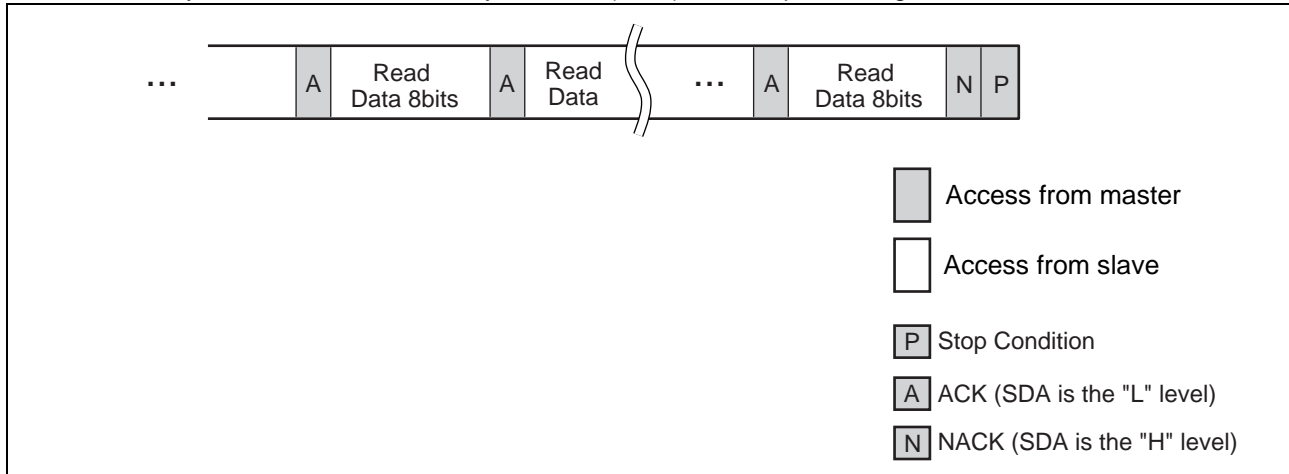 ... A Read Data 8bits A Read Data ... A Read Data 8bits N P
Access from master
Access from slave
P Stop Condition
A ACK (SDA is the "L" level)
N NACK (SDA is the "H" level)